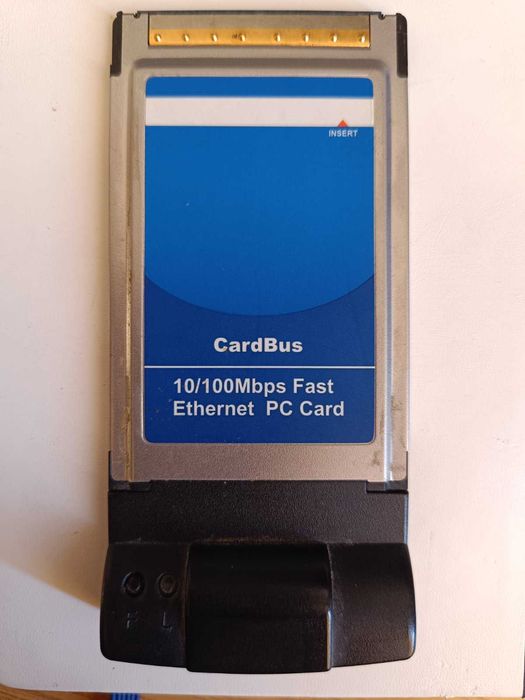 INSERT
CardBus
10/100Mbps Fast
Ethernet PC Card
F L